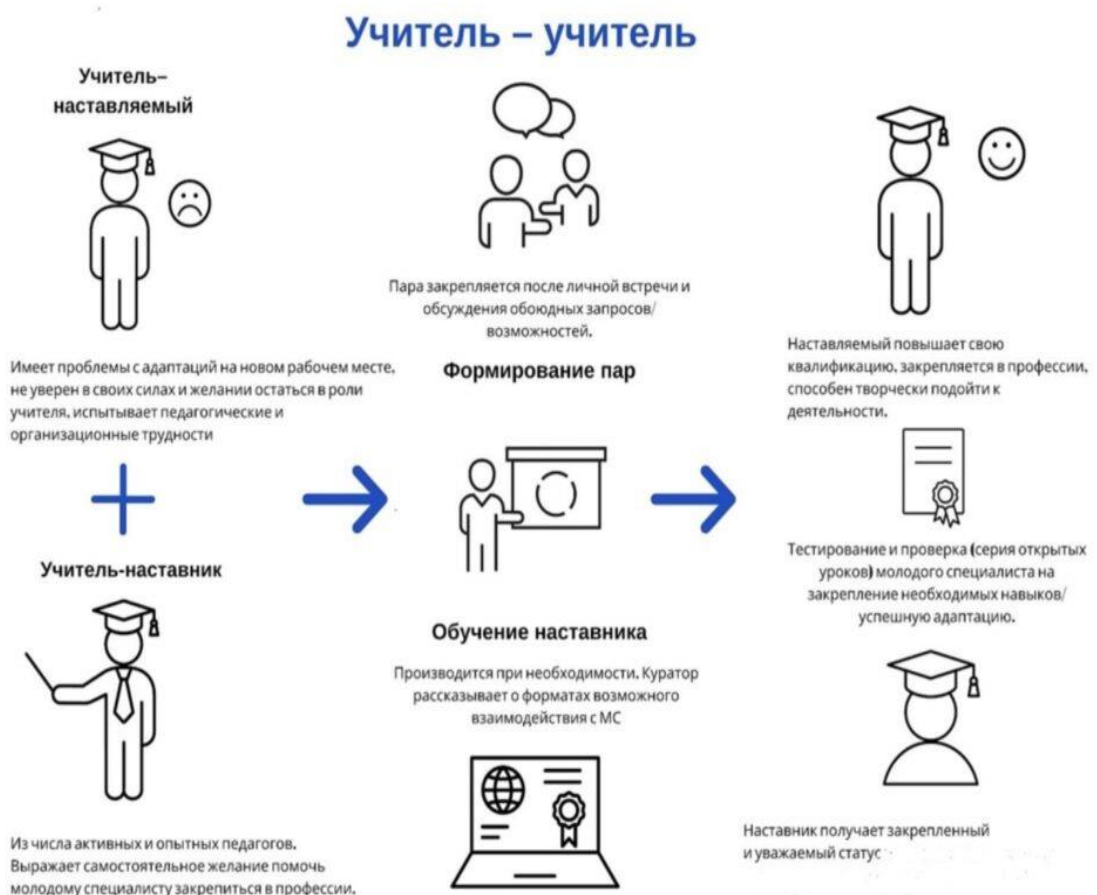 Учитель – учитель
Учитель–
наставляемый
Имеет проблемы с адаптаций на новом рабочем месте,
не уверен в своих силах и желании остаться в роли
учителя, испытывает педагогические и
организационные трудности
Учитель-наставник
Из числа активных и опытных педагогов.
Выражает самостоятельное желание помочь
молодому специалисту закрепиться в профессии.
Пара закрепляется после личной встречи и
обсуждения обоюдных запросов/
возможностей.
Формирование пар
Обучение наставника
Производится при необходимости. Куратор
рассказывает о форматах возможного
взаимодействия с МС
Наставляемый повышает свою
квалификацию, закрепляется в профессии,
способен творчески подойти к
деятельности.
Тестирование и проверка (серия открытых
уроков) молодого специалиста на
закрепление необходимых навыков/
успешную адаптацию.
Наставник получает закрепленный
и уважаемый статус